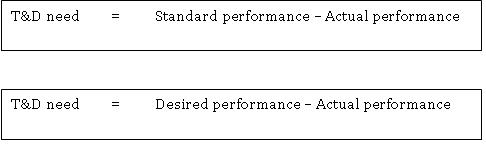 T&D need = Standard performance – Actual performance
T&D need = Desired performance – Actual performance